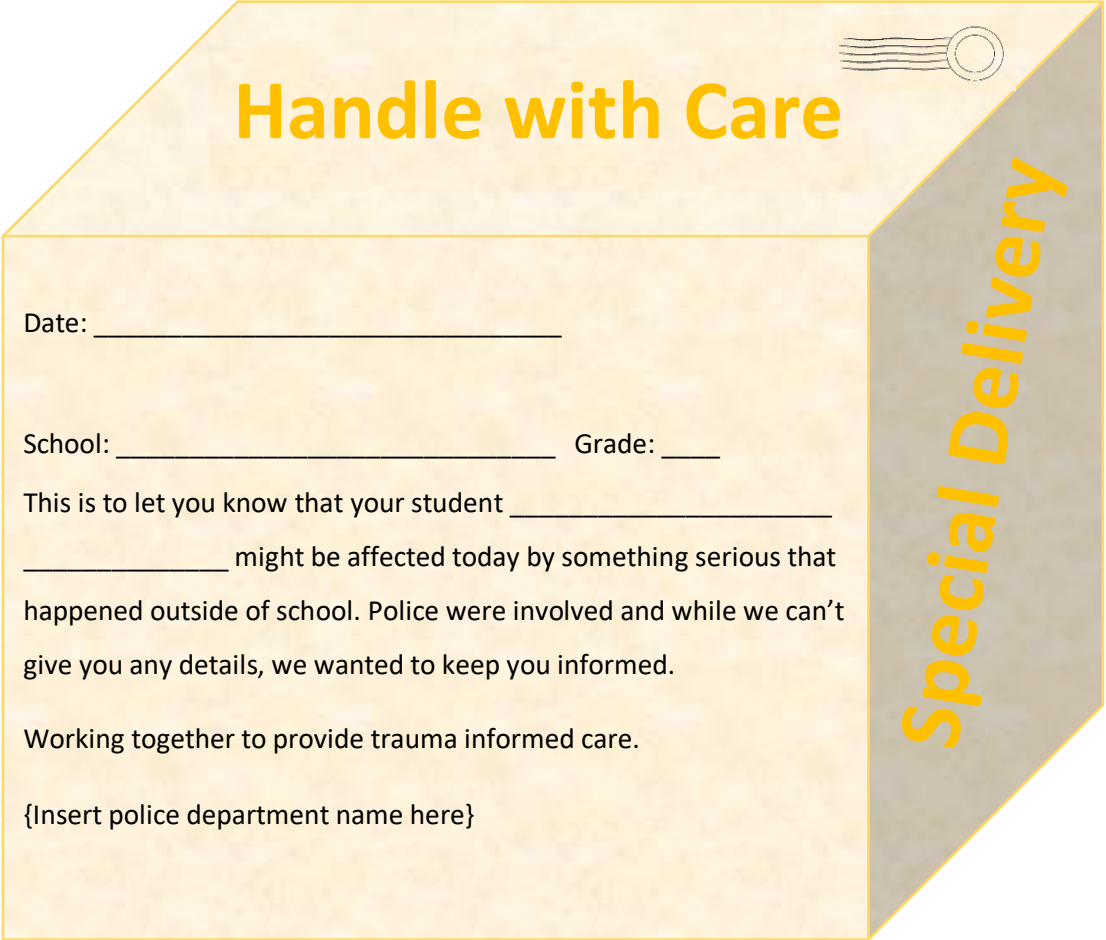 Handle with Care
Special Delivery
Date: ________________________________
School: ______________________________ Grade: ____
This is to let you know that your student ______________________
______________ might be affected today by something serious that
happened outside of school. Police were involved and while we can’t
give you any details, we wanted to keep you informed.
Working together to provide trauma informed care.
{Insert police department name here}